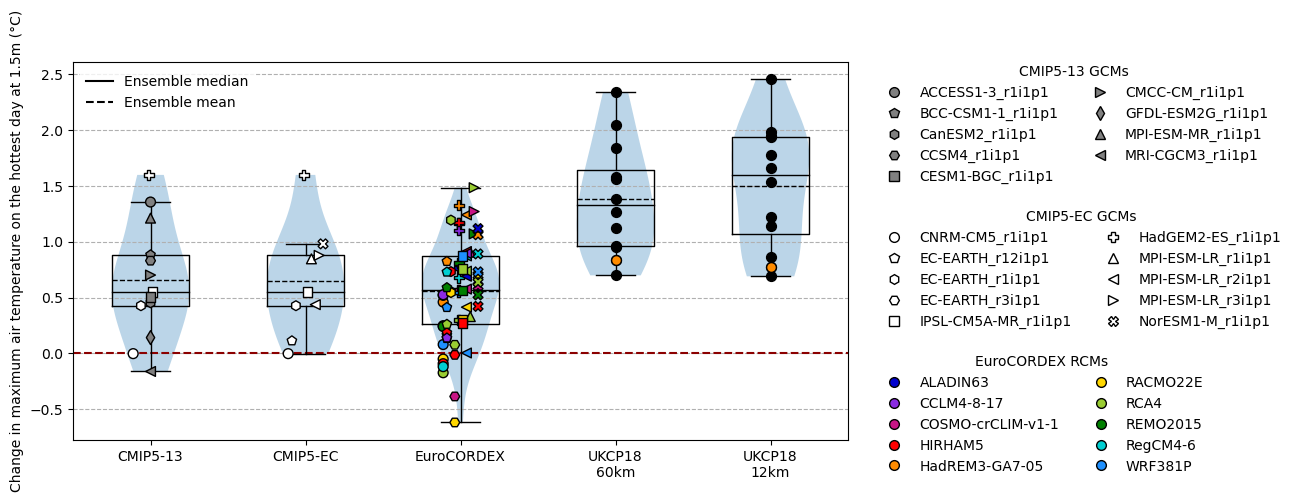 Change in maximum air temperature on the hottest day at 1.5m (°C)
2.5
2.0
1.5
1.0
0.5
0.0
−0.5
Ensemble median
Ensemble mean
CMIP5-13
CMIP5-EC
EuroCORDEX
UKCP18
60km
UKCP18
12km
CMIP5-13 GCMs
ACCESS1-3_r1i1p1
BCC-CSM1-1_r1i1p1
CanESM2_r1i1p1
CCSM4_r1i1p1
CESM1-BGC_r1i1p1
CMCC-CM_r1i1p1
GFDL-ESM2G_r1i1p1
MPI-ESM-MR_r1i1p1
MRI-CGCM3_r1i1p1
CMIP5-EC GCMs
CNRM-CM5_r1i1p1
EC-EARTH_r12i1p1
EC-EARTH_r1i1p1
EC-EARTH_r3i1p1
IPSL-CM5A-MR_r1i1p1
HadGEM2-ES_r1i1p1
MPI-ESM-LR_r1i1p1
MPI-ESM-LR_r2i1p1
MPI-ESM-LR_r3i1p1
NorESM1-M_r1i1p1
EuroCORDEX RCMs
ALADIN63
CCLM4-8-17
COSMO-crCLIM-v1-1
HIRHAM5
HadREM3-GA7-05
RACMO22E
RCA4
REMO2015
RegCM4-6
WRF381P